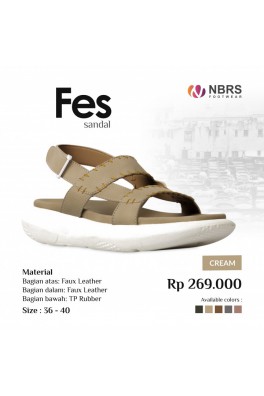 NBRS
FOOTWEAR
Fes
sandal
CREAM
Material
Bagian atas: Faux Leather
Bagian dalam: Faux Leather
Bagian bawah: TP Rubber
Size : 36 - 40
Rp 269.000
Available colors :